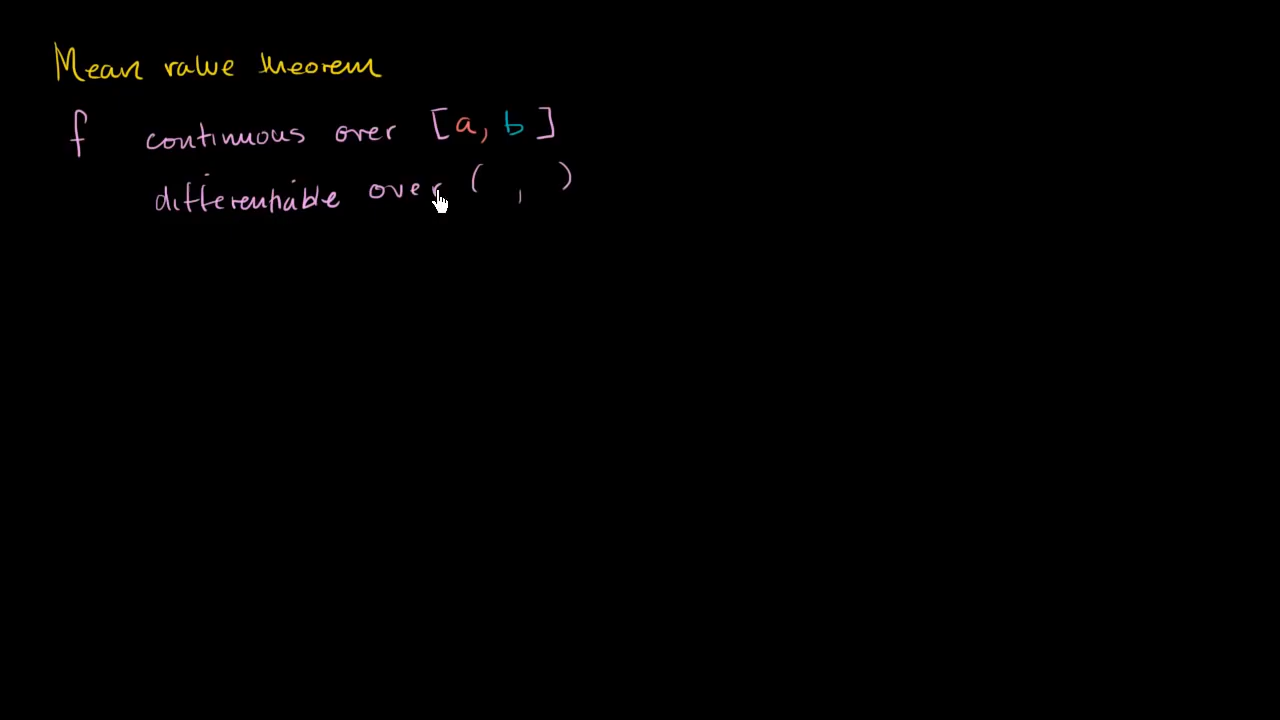 Mean value theorem
f continuous over [a, b]
differentiable over ( , )